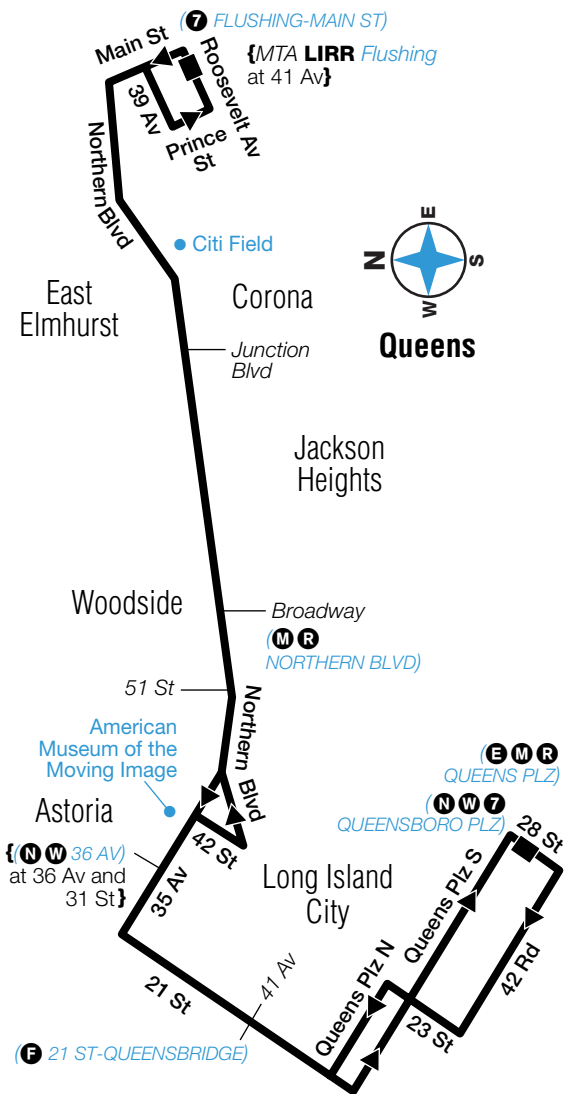 (7 FLUSHING-MAIN ST)
Main St
{MTA LIRR Flushing
at 41 Av}
Roosevelt Av
39 Av
Prince
St
Northern Blvd
Citi Field
East
Elmhurst
Corona
N
E
S
W
Queens
Junction
Blvd
Jackson
Heights
Woodside
Broadway
(M R
NORTHERN BLVD)
51 St
Northern Blvd
American
Museum of the
Moving Image
(E M R
QUEENS PLZ)
(N W 7
QUEENSBORO PLZ)
Astoria
42 St
28 St
{(N W 36 AV)
at 36 Av and
31 St}
35 Av
Long Island
City
Queens Plz S
42 Rd
Queens Plz N
23 St
21 St
41 Av
(F 21 ST-QUEENSBRIDGE)